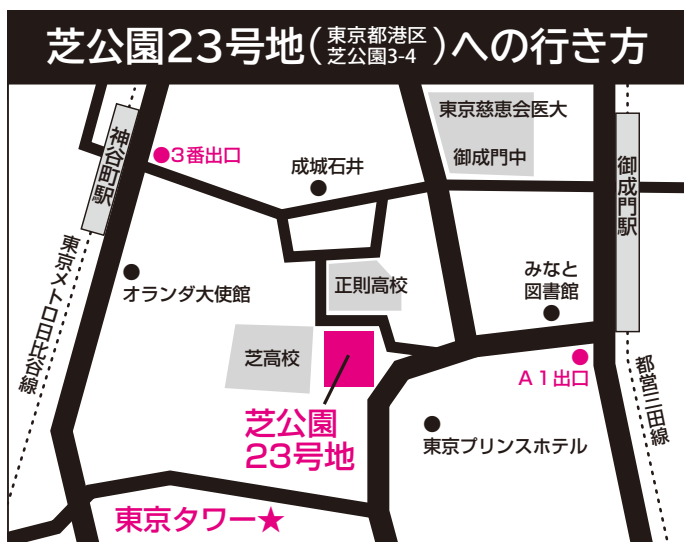 芝公園23号地(東京都港区
芝公園3-4)への行き方
東京慈恵会医大
御成門中
神谷町駅
3番出口
成城石井
御成門駅
東京メトロ日比谷線
オランダ大使館
正則高校
みなと
図書館
芝高校
A1出口
都営三田線
芝公園
23号地
東京プリンスホテル
東京タワー★